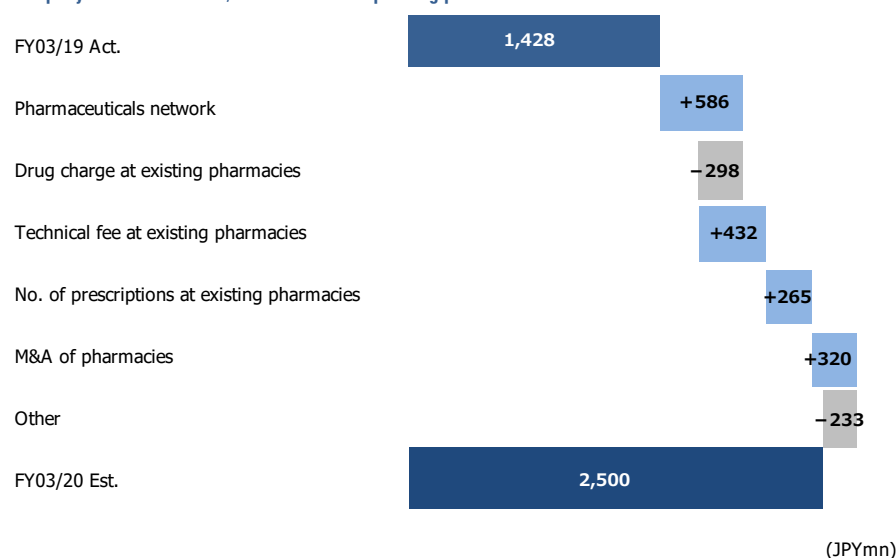 FY03/19 Act.
1,428
Pharmaceuticals network
+586
Drug charge at existing pharmacies
−298
Technical fee at existing pharmacies
+432
No. of prescriptions at existing pharmacies
+265
M&A of pharmacies
+320
Other
−233
FY03/20 Est.
2,500
(JPYmn)